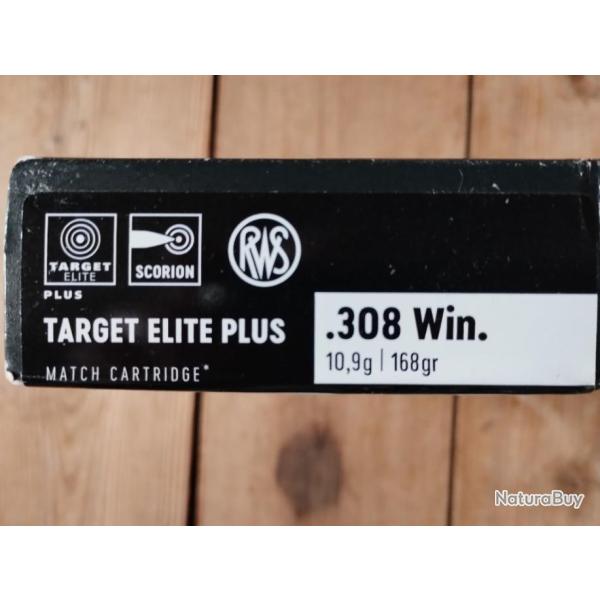 TARGET
ELITE
PLUS
SCORION
RWS
TARGET ELITE PLUS
MATCH CARTRIDGE*
.308 Win.
10,9g | 168gr
NaturaBuy